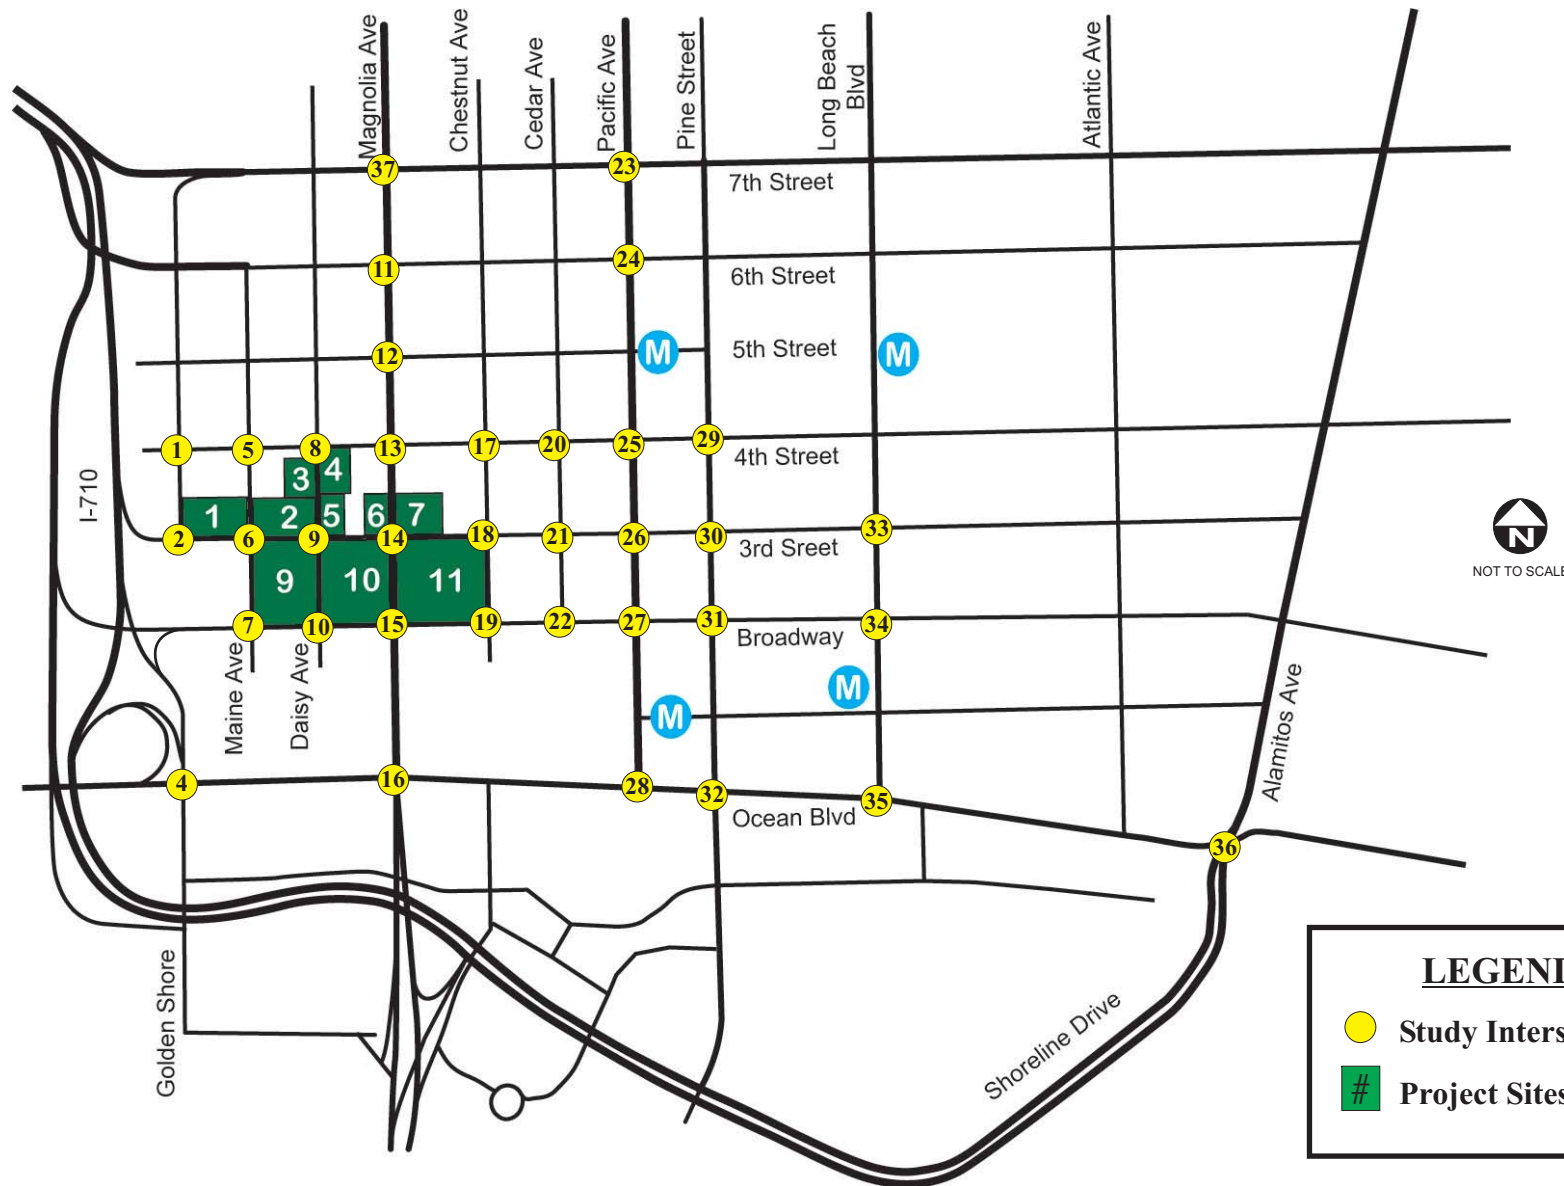 Magnolia Ave
Chestnut Ave
Cedar Ave
Pacific Ave
Pine Street
Long Beach
Blvd
Atlantic Ave
37
23
7th Street
11
24
6th Street
12
M
5th Street
M
1
5
8
13
17
20
25
29
4th Street
3
4
I-710
1
2
5
6
7
2
6
9
14
18
21
26
30
33
3rd Sreet
N
NOT TO SCALE
9
10
11
7
10
15
19
22
27
31
34
Broadway
Maine Ave
Daisy Ave
M
M
Alamitos Ave
4
16
28
32
35
Ocean Blvd
36
Golden Shore
Shoreline Drive
LEGEN
Study Inters
# Project Sites